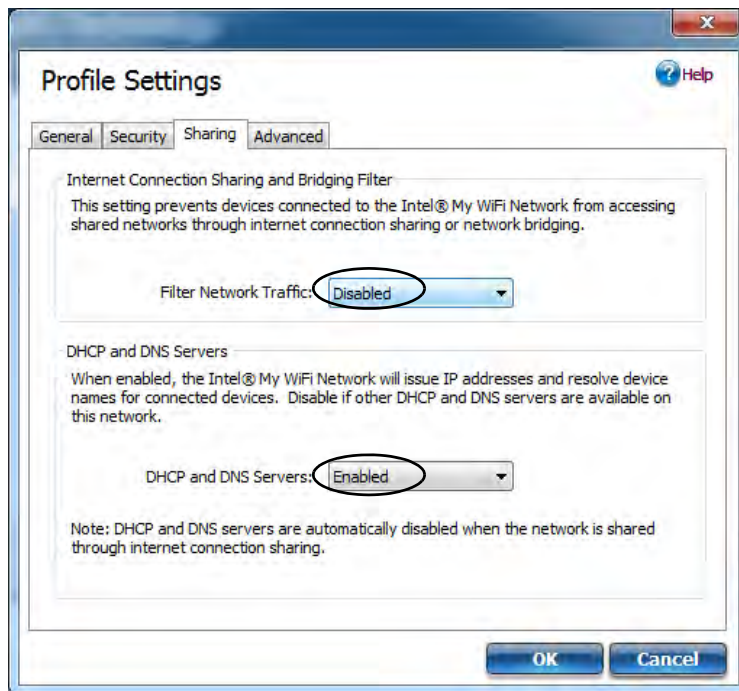 Profile Settings
Help
General Security Sharing Advanced
Internet Connection Sharing and Bridging Filter
This setting prevents devices connected to the Intel® My WiFi Network from accessing
shared networks through internet connection sharing or network bridging.
Filter Network Traffic: Disabled
DHCP and DNS Servers
When enabled, the Intel® My WiFi Network will issue IP addresses and resolve device
names for connected devices. Disable if other DHCP and DNS servers are available on
this network.
DHCP and DNS Servers: Enabled
Note: DHCP and DNS servers are automatically disabled when the network is shared
through internet connection sharing.
OK Cancel